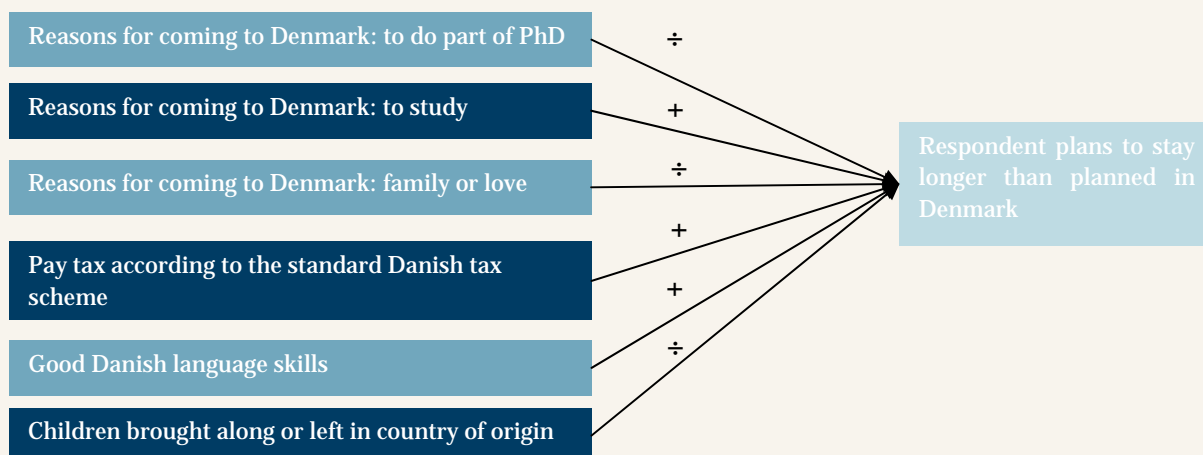 Reasons for coming to Denmark: to do part of PhD
÷
Reasons for coming to Denmark: to study
+
Reasons for coming to Denmark: family or love
÷
Pay tax according to the standard Danish tax
scheme
+
Good Danish language skills
+
Children brought along or left in country of origin
÷
Respondent plans to stay
longer than planned in
Denmark